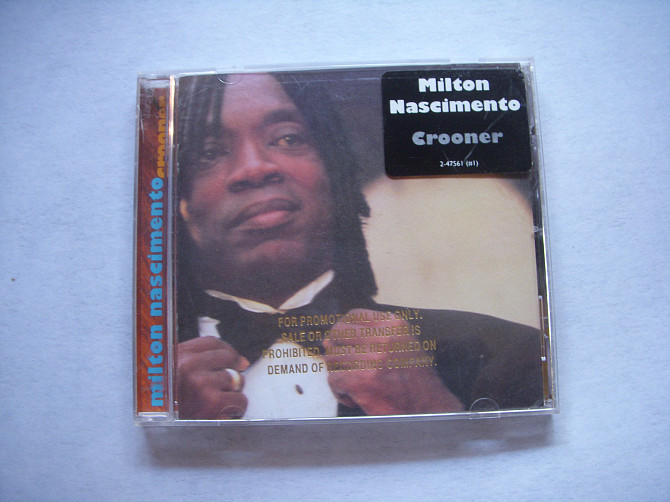 Milton
Nascimento
Crooner
2-47561 (#1)
milton nascimento crooner
FOR PROMOTIONAL USE ONLY.
SALE OR OTHER TRANSFER IS
PROHIBITED. MUST BE RETURNED ON
DEMAND OF RECORDING COMPANY.